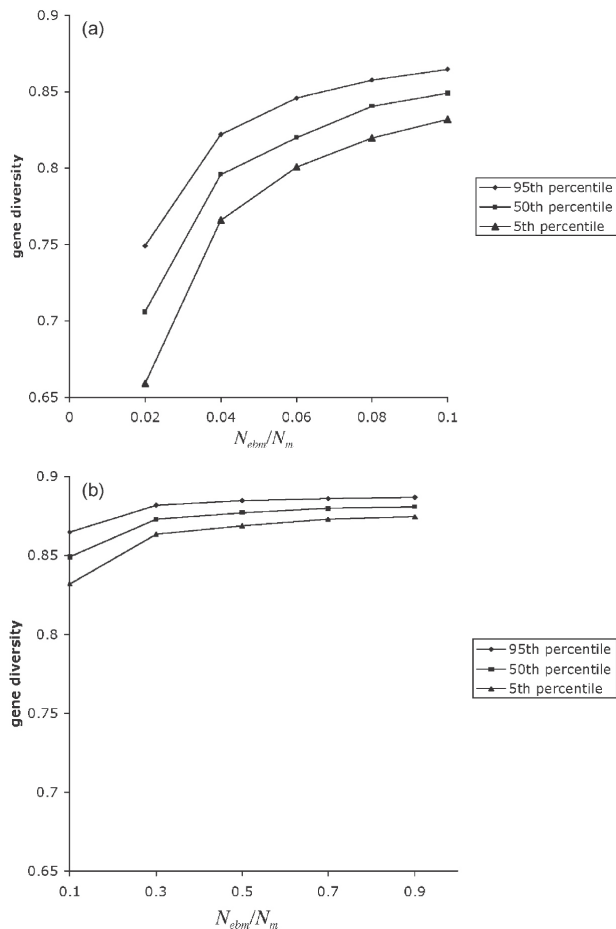 (a)
0.9
0.85
0.8
0.75
0.7
0.65
gene diversity
0 0.02 0.04 0.06 0.08 0.1
N_ebm/N_m
95th percentile
50th percentile
5th percentile
(b)
0.9
0.85
0.8
0.75
0.7
0.65
gene diversity
0.1 0.3 0.5 0.7 0.9
N_ebm/N_m
95th percentile
50th percentile
5th percentile